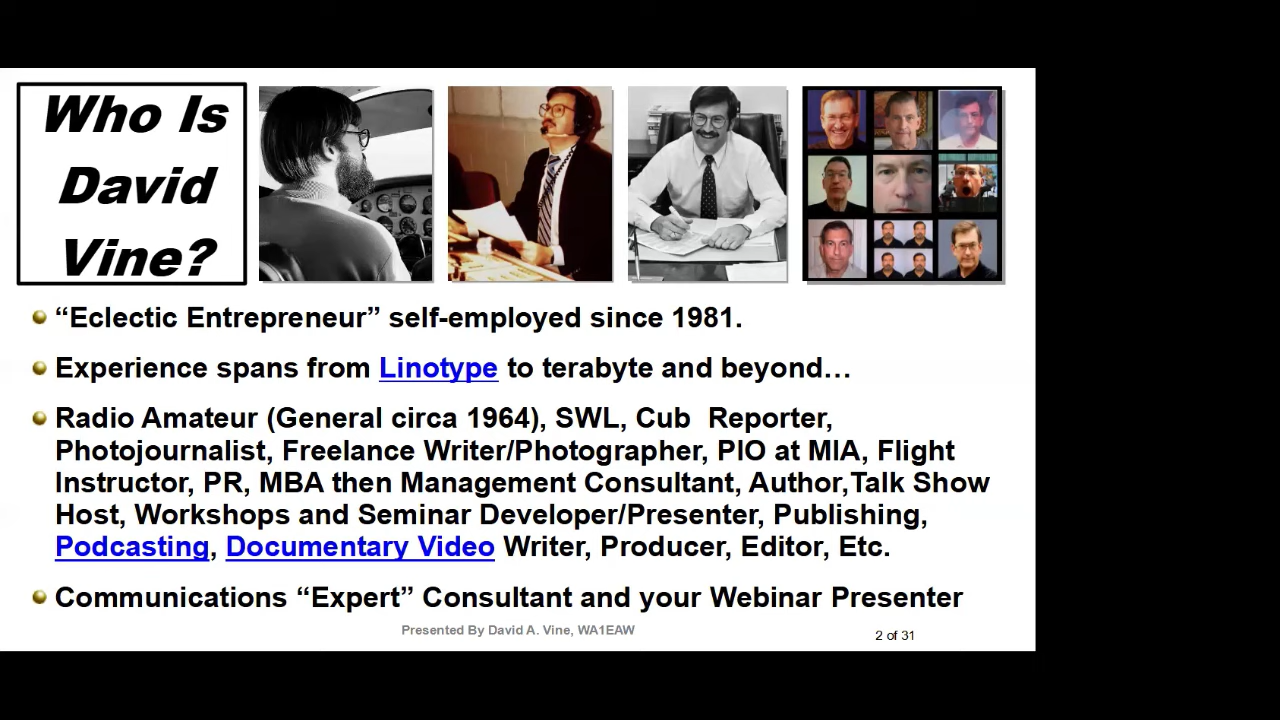 Who Is
David
Vine?
“Eclectic Entrepreneur” self-employed since 1981.
Experience spans from Linotype to terabyte and beyond…
Radio Amateur (General circa 1964), SWL, Cub  Reporter,
Photojournalist, Freelance Writer/Photographer, PIO at MIA, Flight
Instructor, PR, MBA then Management Consultant, Author,Talk Show
Host, Workshops and Seminar Developer/Presenter, Publishing,
Podcasting, Documentary Video Writer, Producer, Editor, Etc.
Communications “Expert” Consultant and your Webinar Presenter
Presented By David A. Vine, WA1EAW
2 of 31